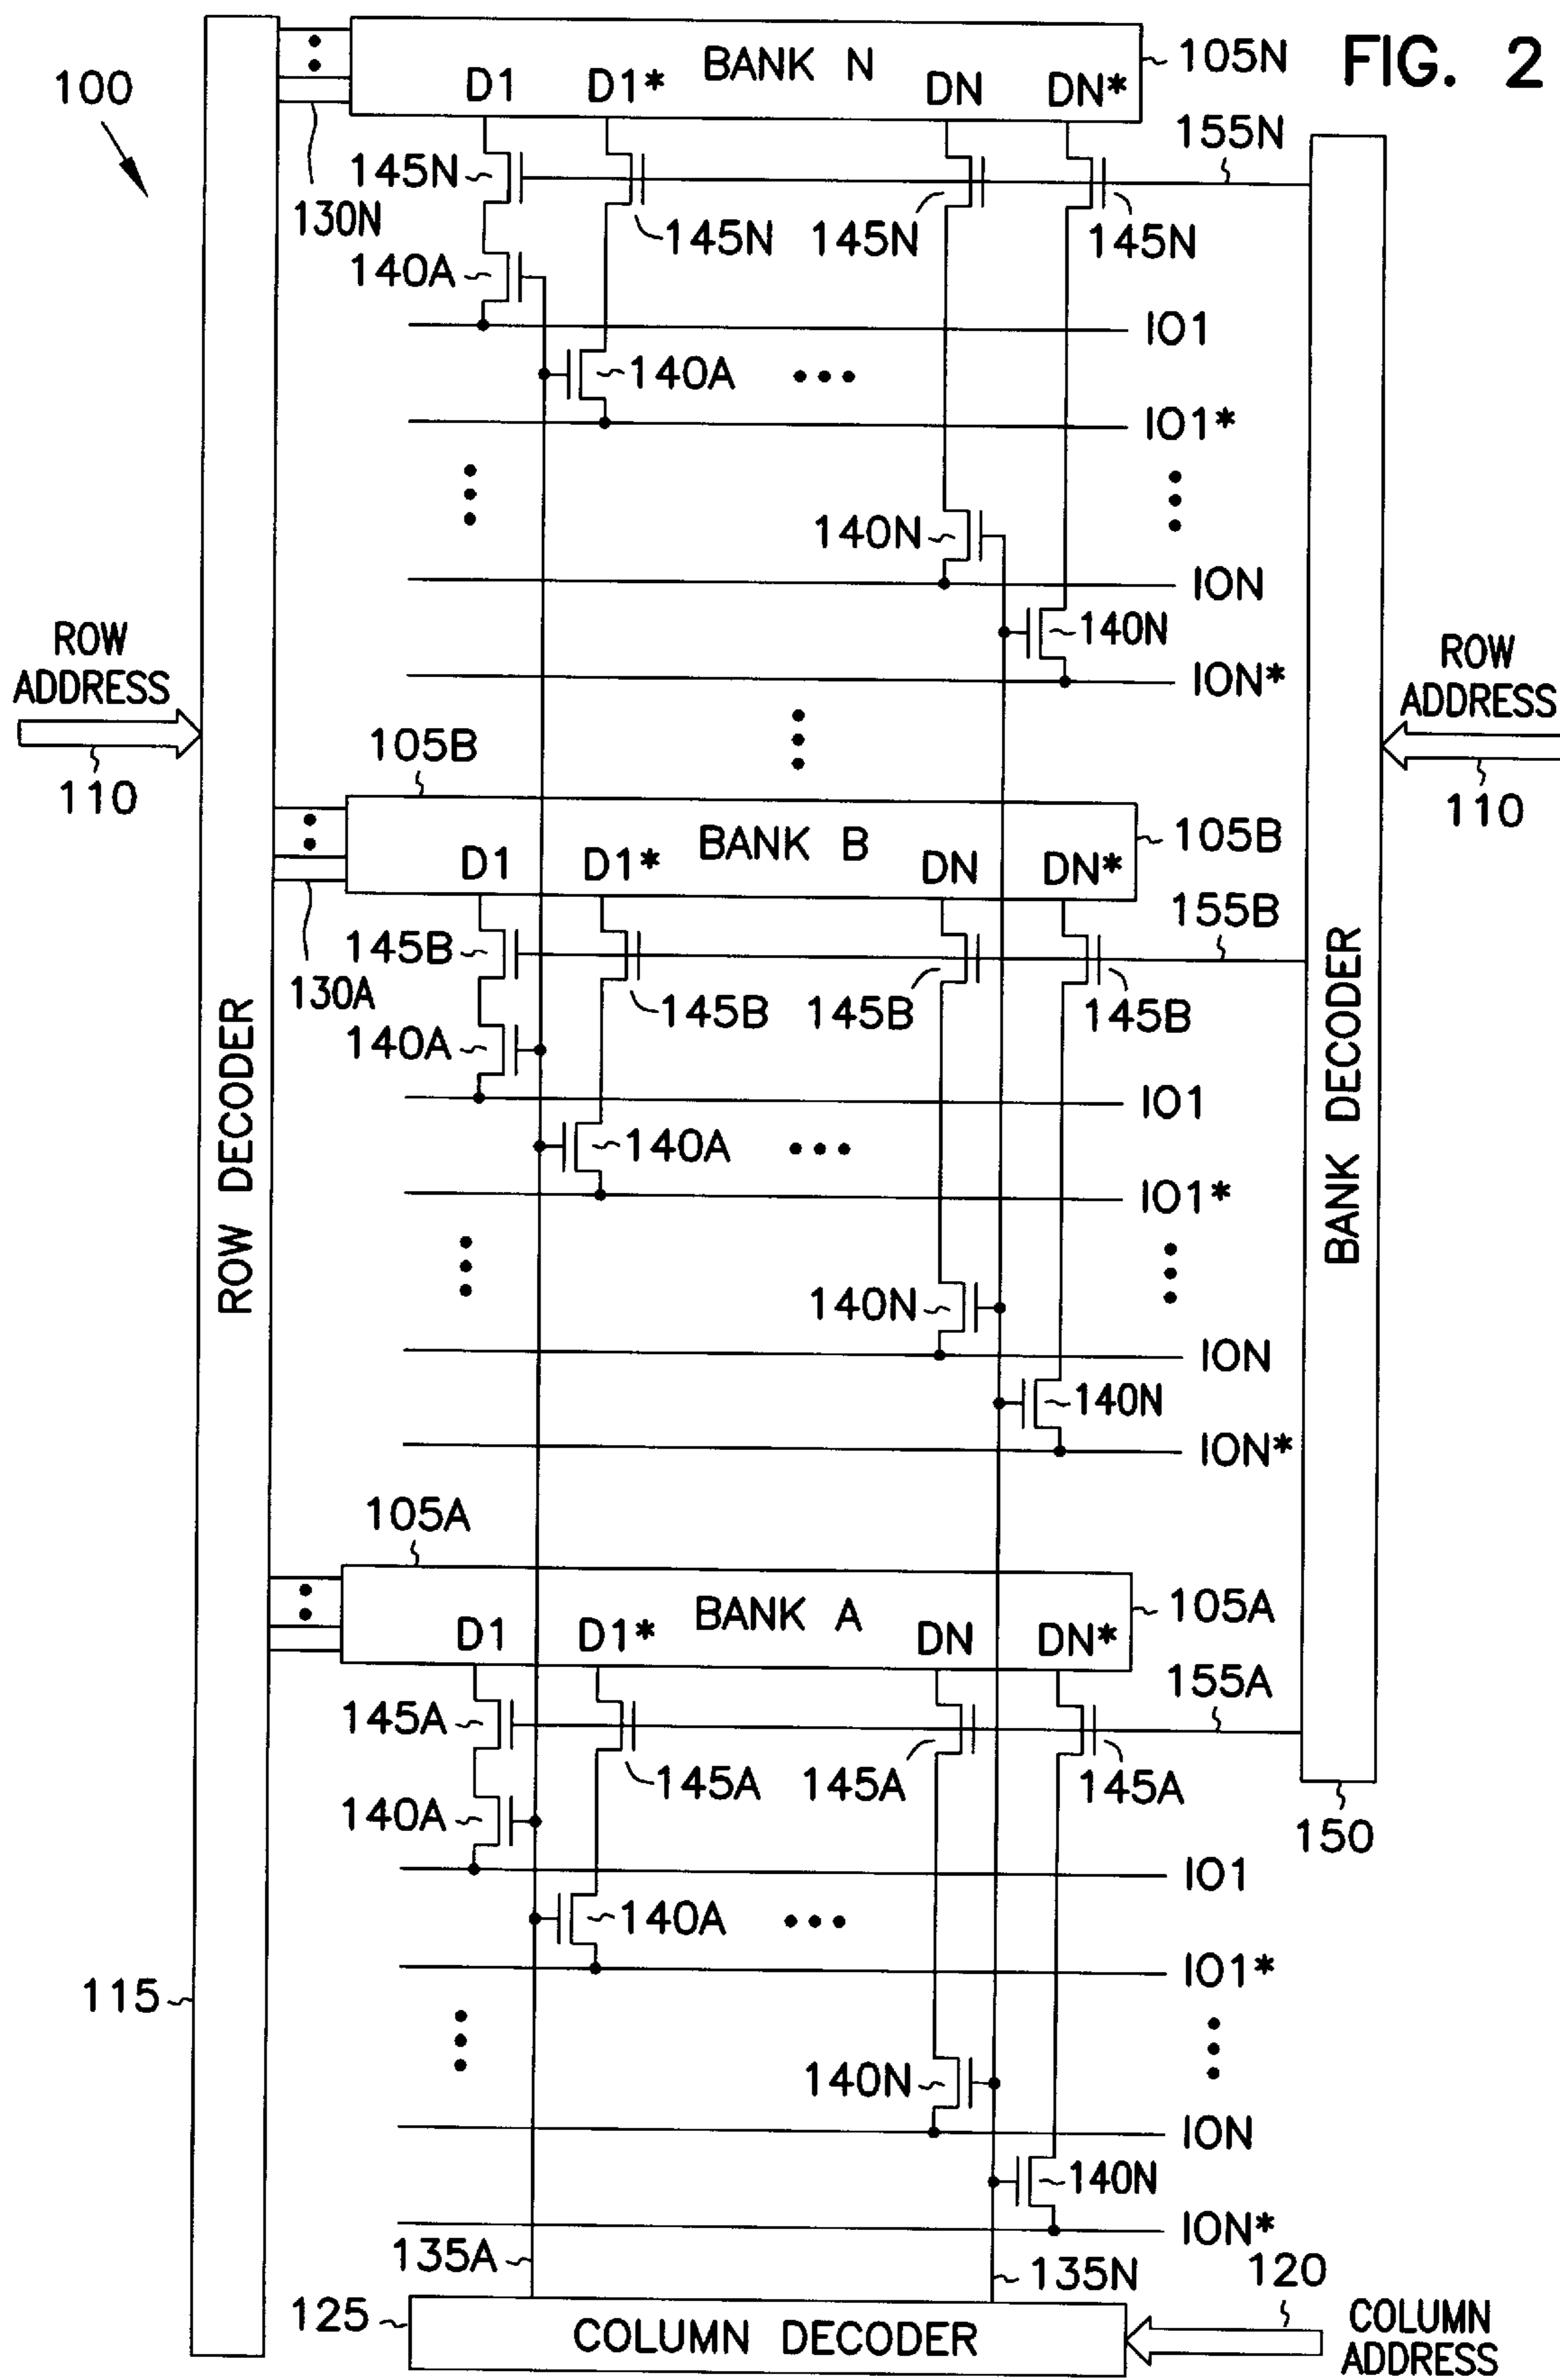 FIG. 2
100
BANK N
105N
D1 D1* DN DN*
155N
145N
130N
145N 145N 145N
140A
IO1
140A •••
IO1*
140N
ION
140N
ION*
ROW ADDRESS
110
ROW ADDRESS
110
105B
BANK B
105B
D1 D1* DN DN*
155B
145B
130A
145B 145B 145B
140A
IO1
140A •••
IO1*
140N
ION
140N
ION*
ROW DECODER
BANK DECODER
105A
BANK A
105A
D1 D1* DN DN*
155A
145A
145A 145A 145A
140A
150
IO1
140A •••
IO1*
115
140N
ION
140N
ION*
135A
135N
120
125
COLUMN DECODER
COLUMN ADDRESS